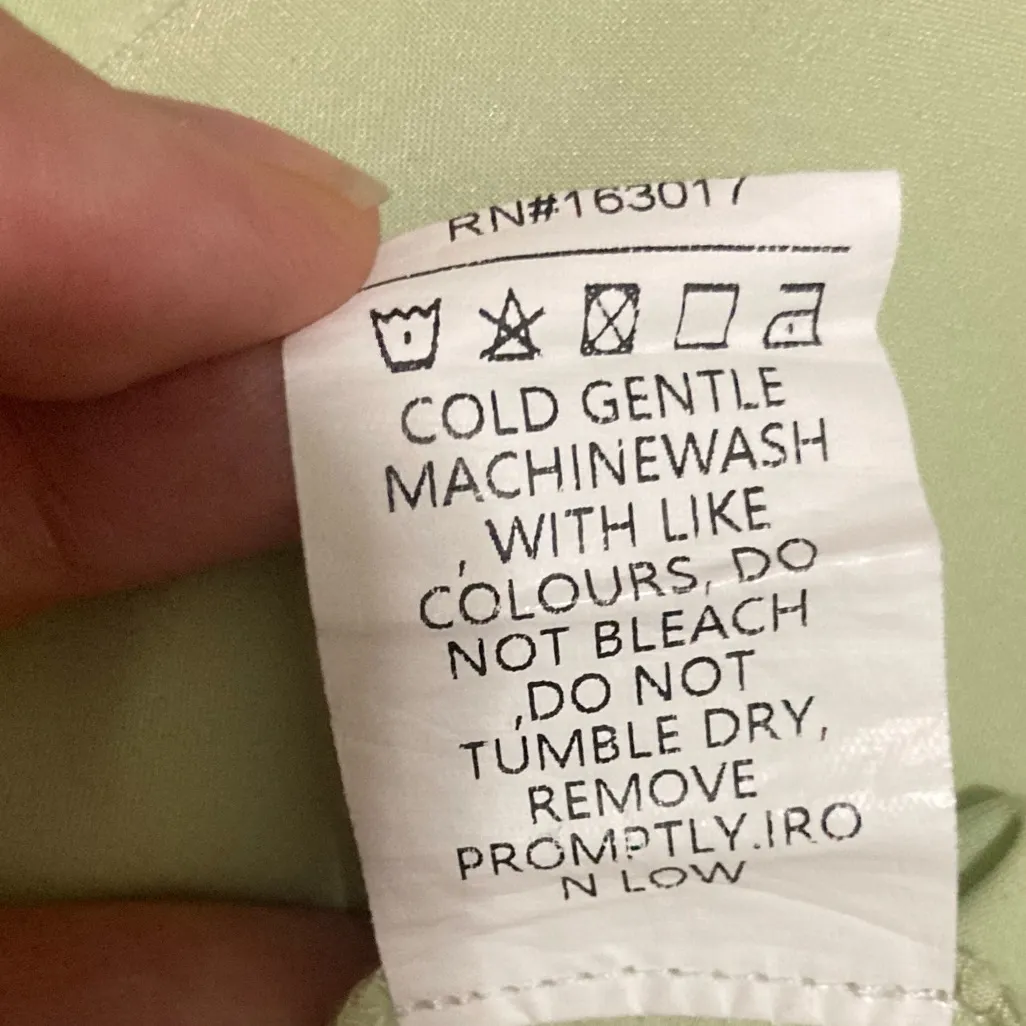 RN#163017
COLD GENTLE
MACHINEWASH
, WITH LIKE
COLOURS, DO
NOT BLEACH
,DO NOT
TUMBLE DRY,
REMOVE
PROMPTLY.IRO
N LOW